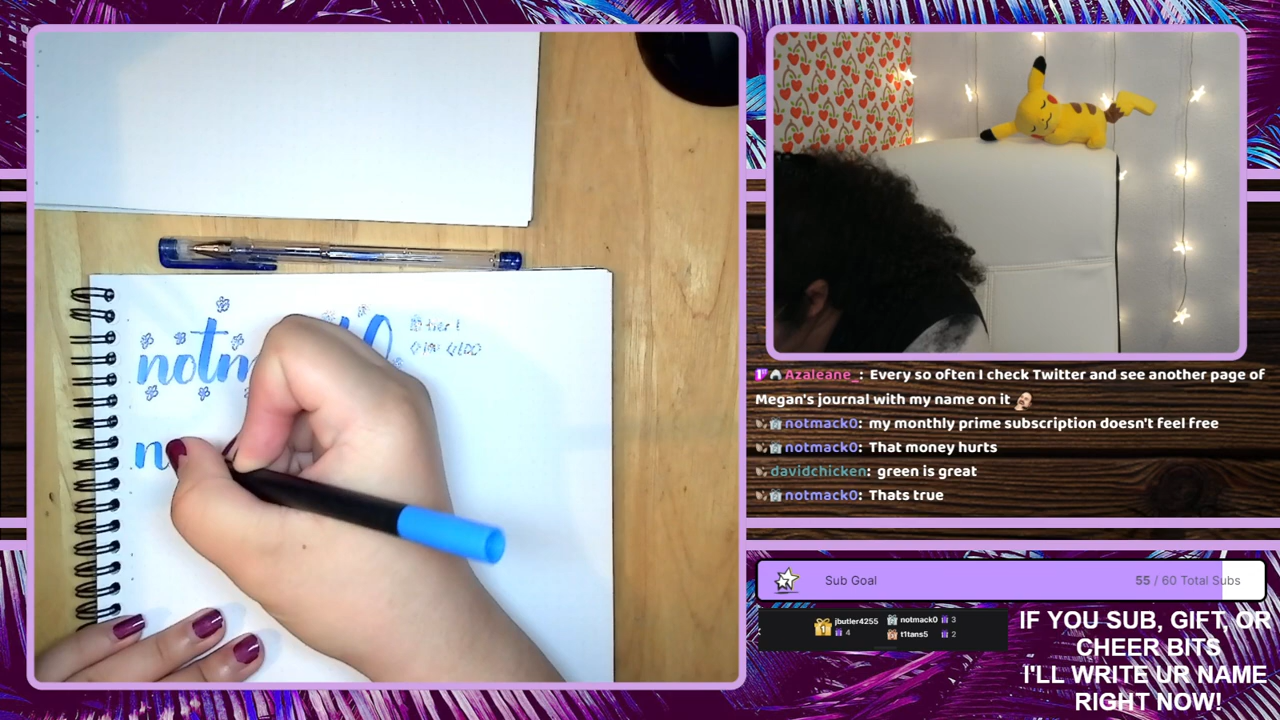 notm
tier 1
n
Azaleane_: Every so often I check Twitter and see another page of
Megan's journal with my name on it
notmack0: my monthly prime subscription doesn't feel free
notmack0: That money hurts
davidchicken: green is great
notmack0: Thats true
Sub Goal 55 / 60 Total Subs
1 jbutler4255 4
notmack0 3
t1tans5 2
IF YOU SUB, GIFT, OR
CHEER BITS
I'LL WRITE UR NAME
RIGHT NOW!